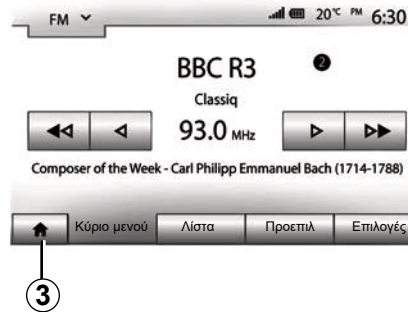 FM 20°C PM 6:30
BBC R3 2
Classiq
93.0 MHz
Composer of the Week - Carl Philipp Emmanuel Bach (1714-1788)
Κύριο μενού Λίστα Προεπιλ Επιλογές
3